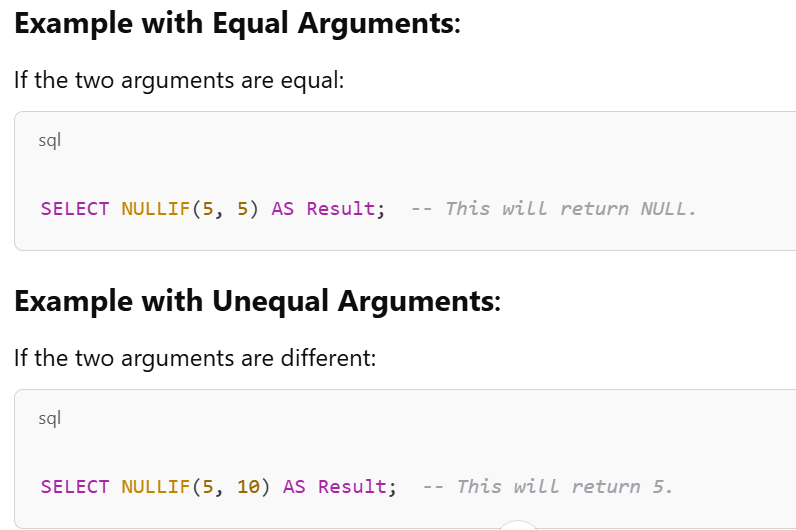 Example with Equal Arguments:
If the two arguments are equal:
sql
SELECT NULLIF(5, 5) AS Result;  -- This will return NULL.
Example with Unequal Arguments:
If the two arguments are different:
sql
SELECT NULLIF(5, 10) AS Result;  -- This will return 5.